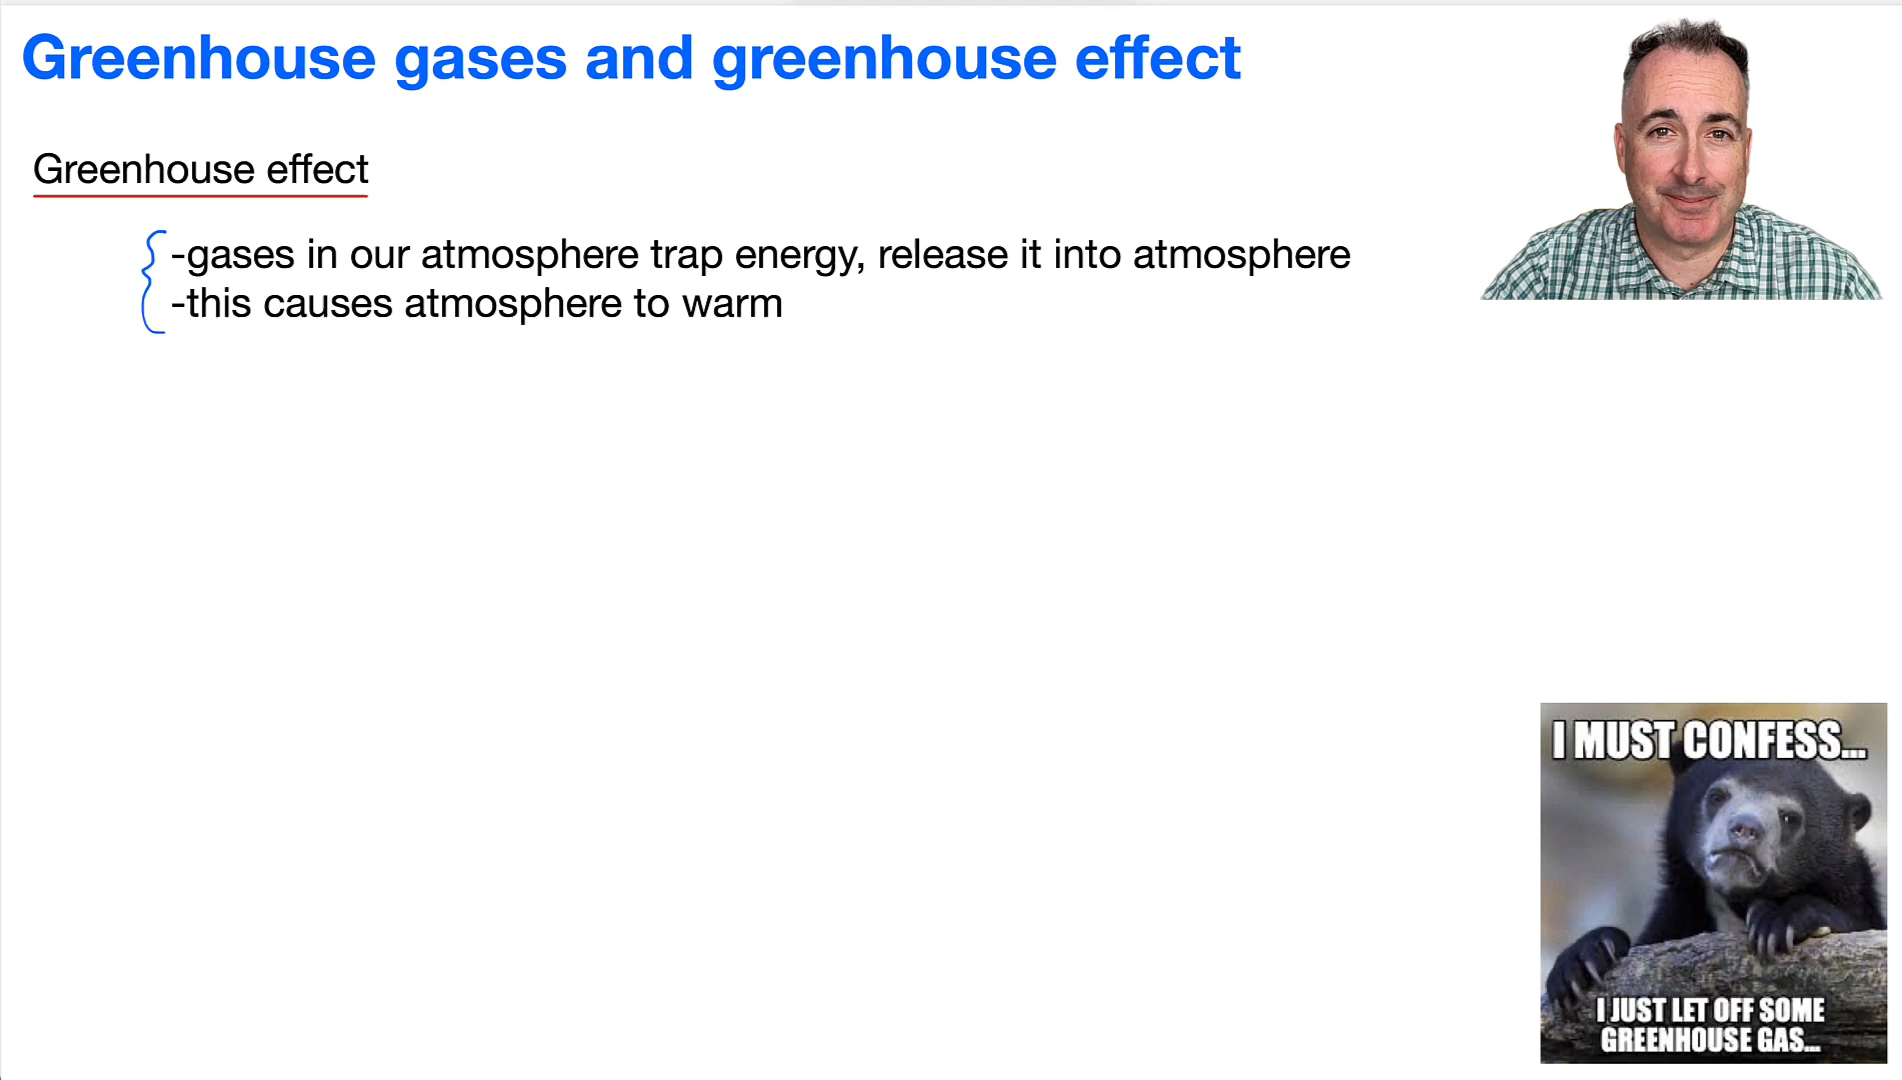 Greenhouse gases and greenhouse effect
Greenhouse effect
-gases in our atmosphere trap energy, release it into atmosphere
-this causes atmosphere to warm
I MUST CONFESS...
I JUST LET OFF SOME
GREENHOUSE GAS...